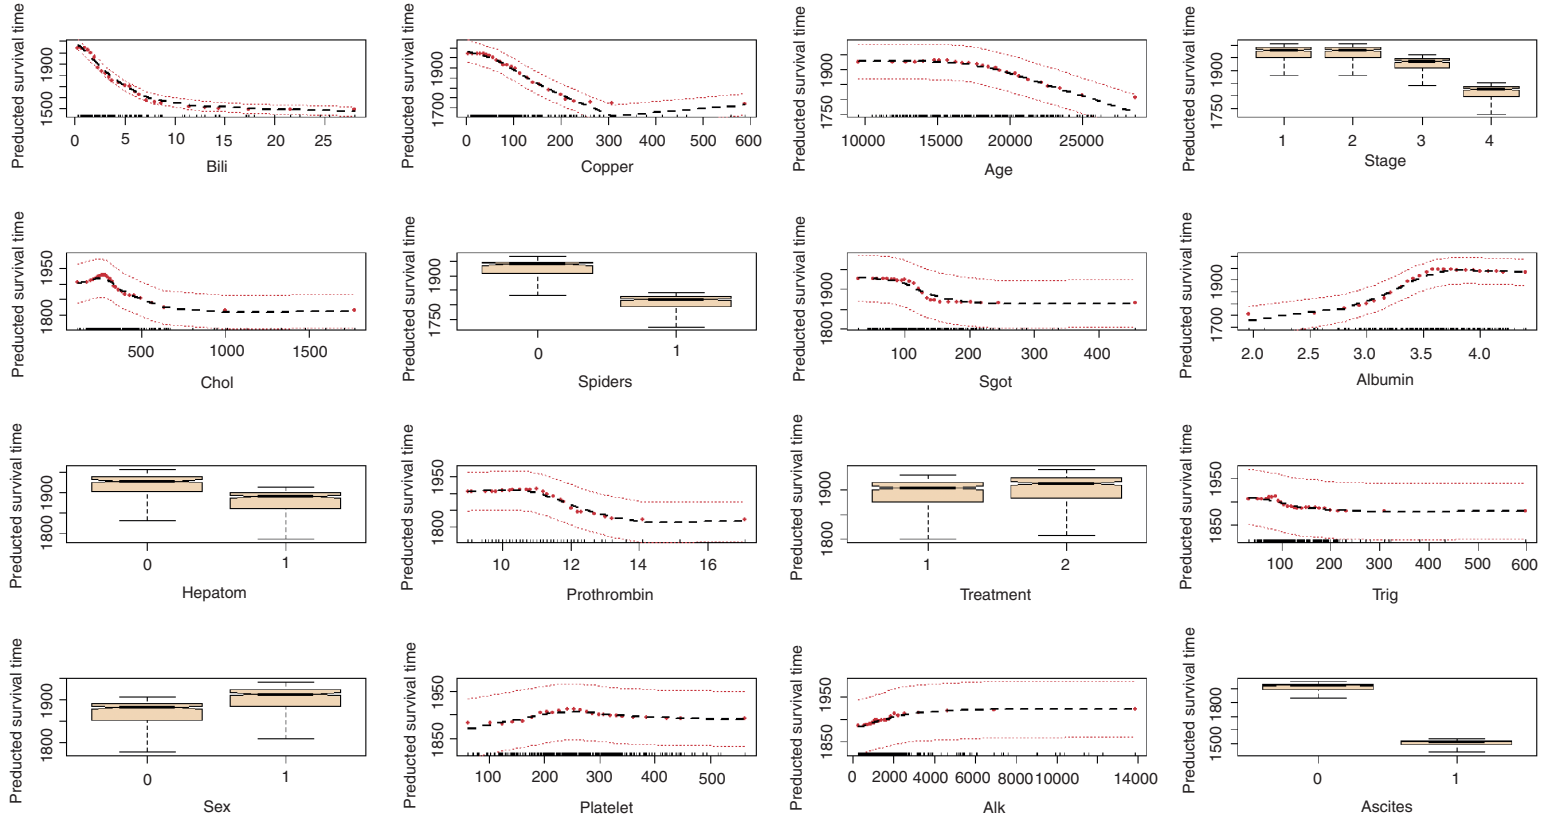 Preducted survival time
1500 1900
0 5 10 15 20 25
Bili
Preducted survival time
1700 1900
0 100 200 300 400 500 600
Copper
Preducted survival time
1750 1900
10000 15000 20000 25000
Age
Preducted survival time
1750 1900
1 2 3 4
Stage
Preducted survival time
1800 1950
500 1000 1500
Chol
Preducted survival time
1750 1900
0 1
Spiders
Preducted survival time
1800 1900
100 200 300 400
Sgot
Preducted survival time
1700 1900
2.0 2.5 3.0 3.5 4.0
Albumin
Preducted survival time
1800 1900
0 1
Hepatom
Preducted survival time
1800 1950
10 12 14 16
Prothrombin
Preducted survival time
1800 1900
1 2
Treatment
Preducted survival time
1850 1950
100 200 300 400 500 600
Trig
Preducted survival time
1800 1900
0 1
Sex
Preducted survival time
1850 1950
100 200 300 400 500
Platelet
Preducted survival time
1850 1950
0 2000 4000 6000 8000 10000 14000
Alk
Preducted survival time
1500 1800
0 1
Ascites